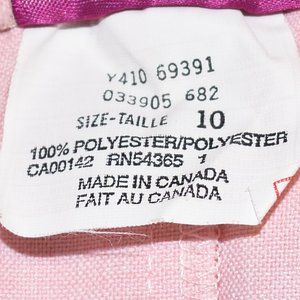 Y410 69391
033905 682
SIZE-TAILLE 10
100% POLYESTER/POLYESTER
CA00142 RN54365 1
MADE IN CANADA
FAIT AU CANADA